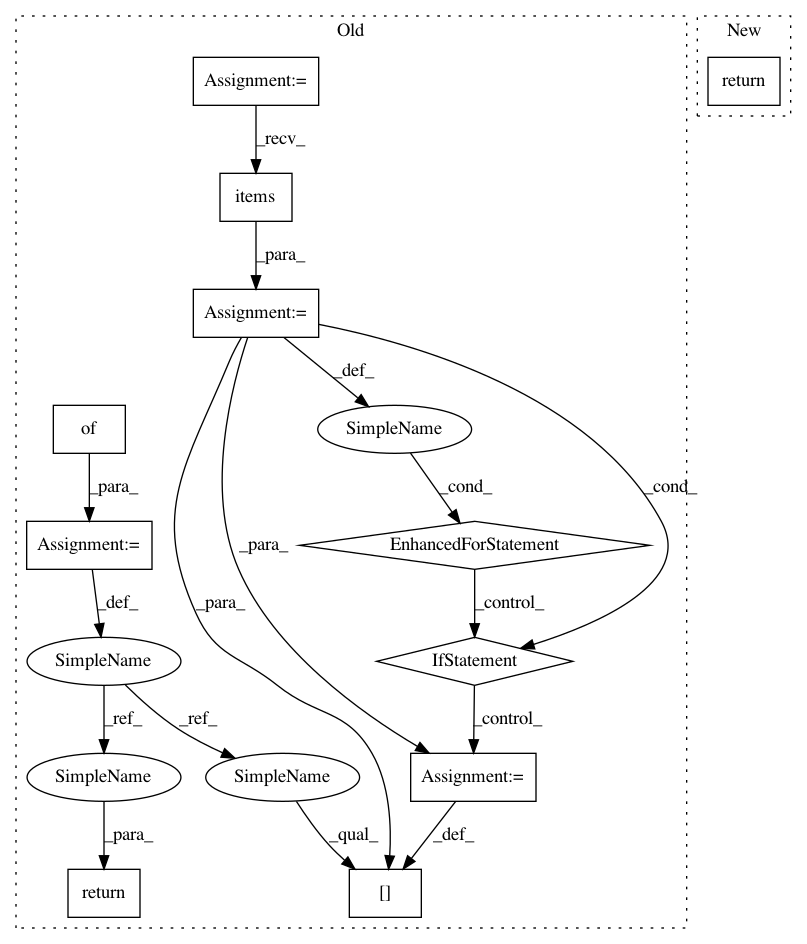 Old
New
Assignment:=
return
_recv_
items
_para_
Assignment:=
_def_
of
SimpleName
_para_
_cond_
_cond_
Assignment:=
_para_
EnhancedForStatement
_def_
_para_
_control_
SimpleName
IfStatement
_ref_
_ref_
_control_
SimpleName
SimpleName
Assignment:=
_para_
_qual_
_def_
return
[]